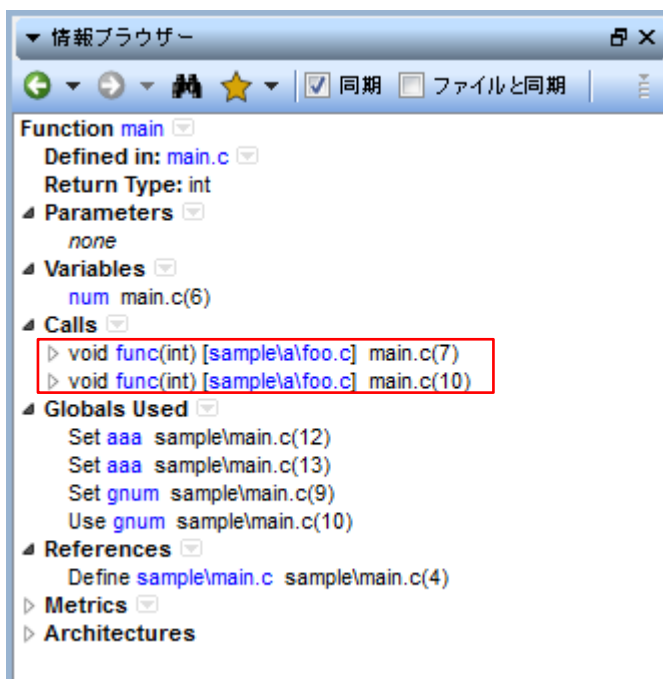 情報ブラウザー
同期 ファイルと同期
Function main
Defined in: main.c
Return Type: int
Parameters
none
Variables
num main.c(6)
Calls
void func(int) [sample\a\foo.c] main.c(7)
void func(int) [sample\a\foo.c] main.c(10)
Globals Used
Set aaa sample\main.c(12)
Set aaa sample\main.c(13)
Set gnum sample\main.c(9)
Use gnum sample\main.c(10)
References
Define sample\main.c sample\main.c(4)
Metrics
Architectures